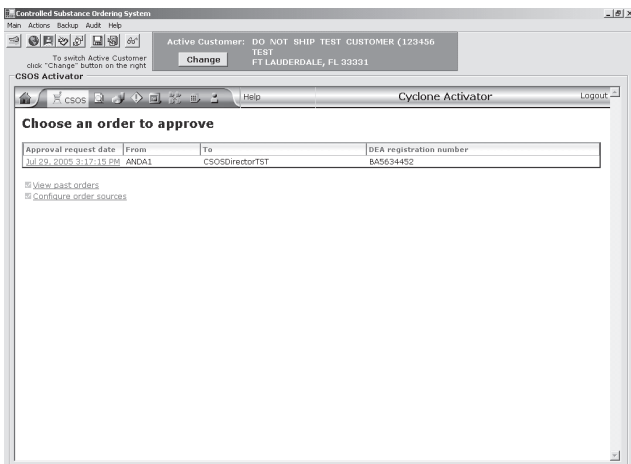 Controlled Substance Ordering System
Main Actions Backup Audit Help
To switch Active Customer
click "Change" button on the right
Active Customer: DO NOT SHIP TEST CUSTOMER (123456
TEST
Change FT LAUDERDALE, FL 33331
CSOS Activator
CSOS Help Cyclone Activator Logout
Choose an order to approve
Approval request date From To DEA registration number
Jul 29, 2005 3:17:15 PM ANDA1 CSOSDirectorTST BA5634452
View past orders
Configure order sources